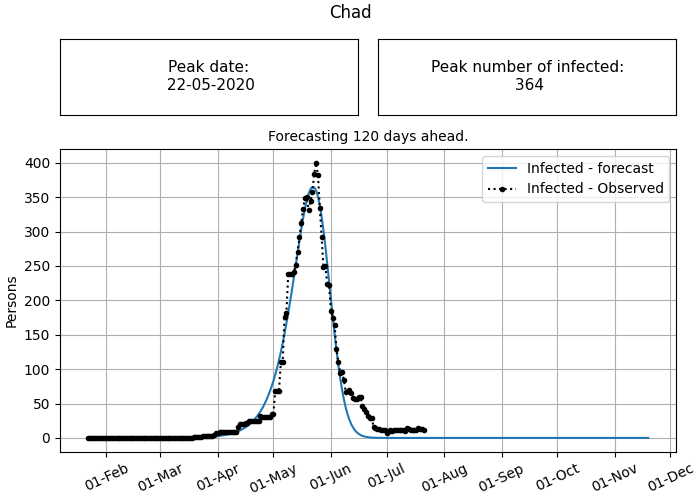 Chad
Peak date:
22-05-2020
Peak number of infected:
364
Forecasting 120 days ahead.
Infected - forecast
Infected - Observed
Persons
400
350
300
250
200
150
100
50
0
01-Feb
01-Mar
01-Apr
01-May
01-Jun
01-Jul
01-Aug
01-Sep
01-Oct
01-Nov
01-Dec